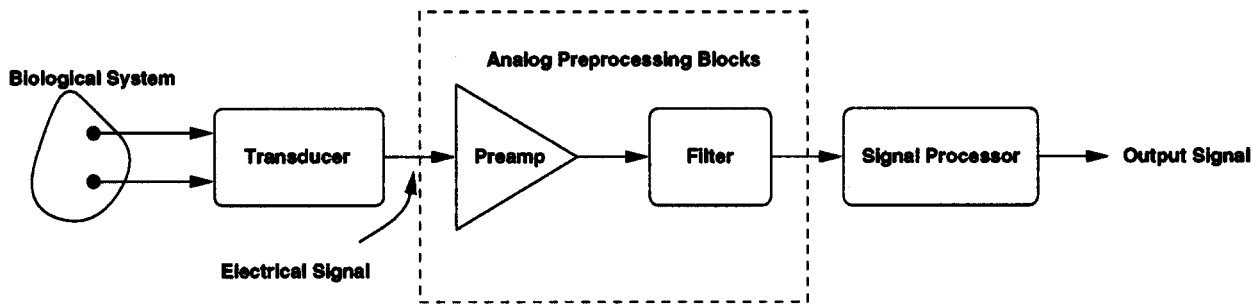 Analog Preprocessing Blocks
Biological System
Transducer
Preamp
Filter
Signal Processor
Output Signal
Electrical Signal